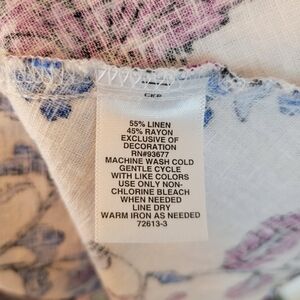 55% LINEN
45% RAYON
EXCLUSIVE OF
DECORATION
RN#93677
MACHINE WASH COLD
GENTLE CYCLE
WITH LIKE COLORS
USE ONLY NON-
CHLORINE BLEACH
WHEN NEEDED
LINE DRY
WARM IRON AS NEEDED
72613-3